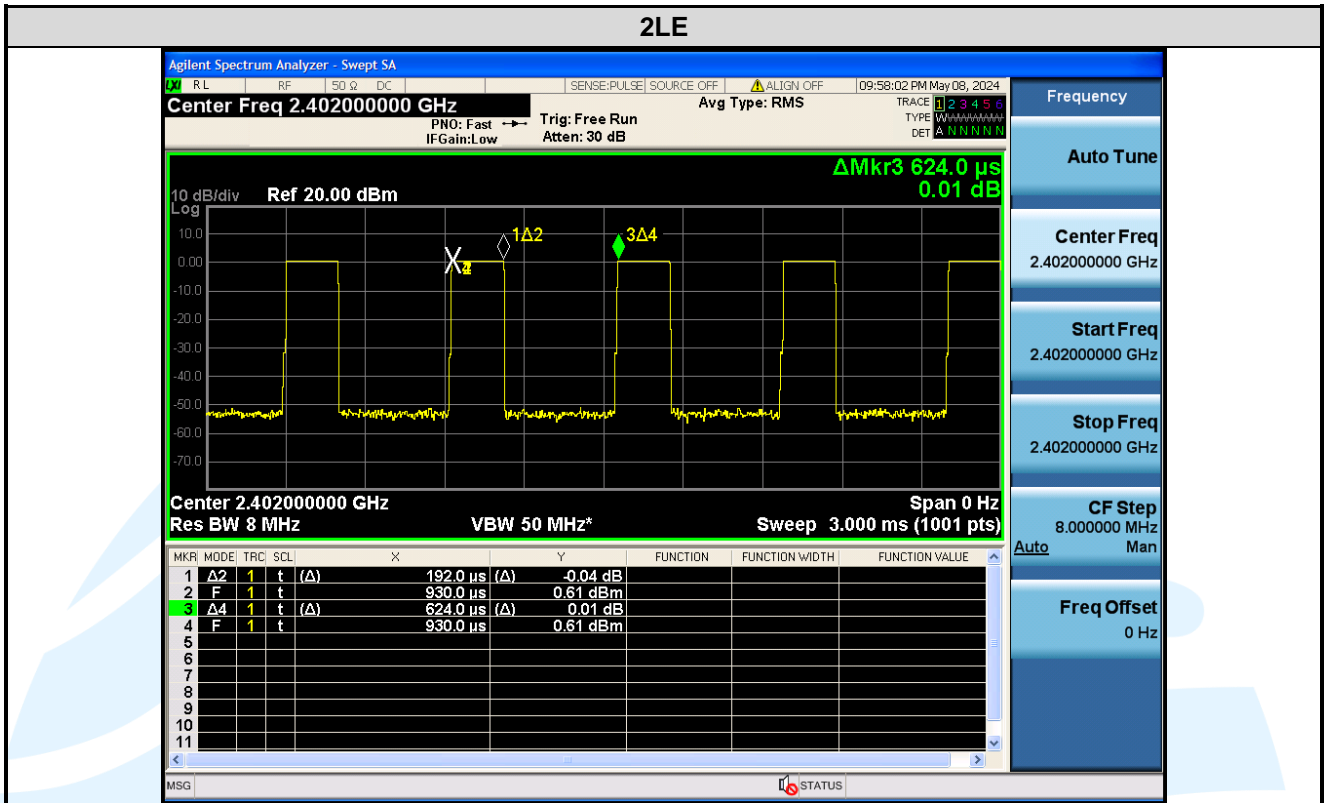 2LE
Agilent Spectrum Analyzer - Swept SA
LXI RL RF 50 Ω DC SENSE:PULSE SOURCE OFF ALIGN OFF 09:58:02 PM May 08, 2024
Center Freq 2.402000000 GHz Avg Type: RMS TRACE 1 2 3 4 5 6
TYPE WWWWWW
PNO: Fast Trig: Free Run
IFGain:Low Atten: 30 dB DET A N N N N N
ΔMkr3 624.0 µs
0.01 dB
10 dB/div Ref 20.00 dBm
Log
10.0
0.00
-10.0
-20.0
-30.0
-40.0
-50.0
-60.0
-70.0
1Δ2
3Δ4
Center 2.402000000 GHz Span 0 Hz
Res BW 8 MHz VBW 50 MHz* Sweep 3.000 ms (1001 pts)
MKR MODE TRC SCL X Y FUNCTION FUNCTION WIDTH FUNCTION VALUE
1 Δ2 1 t (Δ) 192.0 µs (Δ) -0.04 dB
2 F 1 t 930.0 µs 0.61 dBm
3 Δ4 1 t (Δ) 624.0 µs (Δ) 0.01 dB
4 F 1 t 930.0 µs 0.61 dBm
5
6
7
8
9
10
11
MSG STATUS
Frequency
Auto Tune
Center Freq
2.402000000 GHz
Start Freq
2.402000000 GHz
Stop Freq
2.402000000 GHz
CF Step
8.000000 MHz
Auto Man
Freq Offset
0 Hz